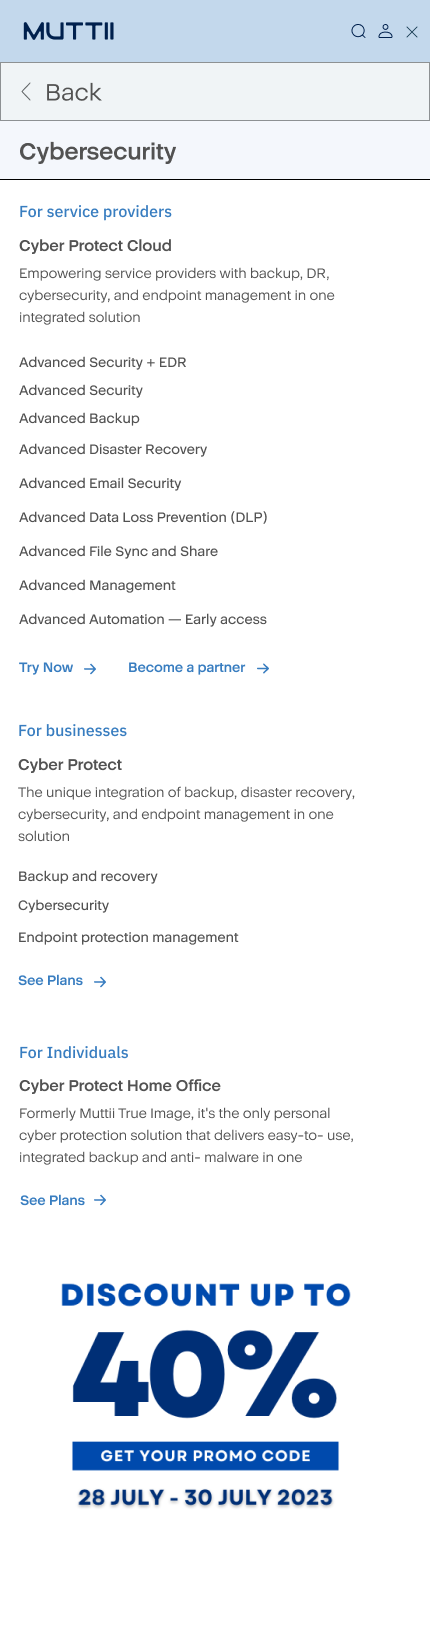 MUTTII
Back
Cybersecurity
For service providers
Cyber Protect Cloud
Empowering service providers with backup, DR,
cybersecurity, and endpoint management in one
integrated solution
Advanced Security + EDR
Advanced Security
Advanced Backup
Advanced Disaster Recovery
Advanced Email Security
Advanced Data Loss Prevention (DLP)
Advanced File Sync and Share
Advanced Management
Advanced Automation — Early access
Try Now → Become a partner →
For businesses
Cyber Protect
The unique integration of backup, disaster recovery,
cybersecurity, and endpoint management in one
solution
Backup and recovery
Cybersecurity
Endpoint protection management
See Plans →
For Individuals
Cyber Protect Home Office
Formerly Muttii True Image, it's the only personal
cyber protection solution that delivers easy-to- use,
integrated backup and anti- malware in one
See Plans →
DISCOUNT UP TO
40%
GET YOUR PROMO CODE
28 JULY - 30 JULY 2023